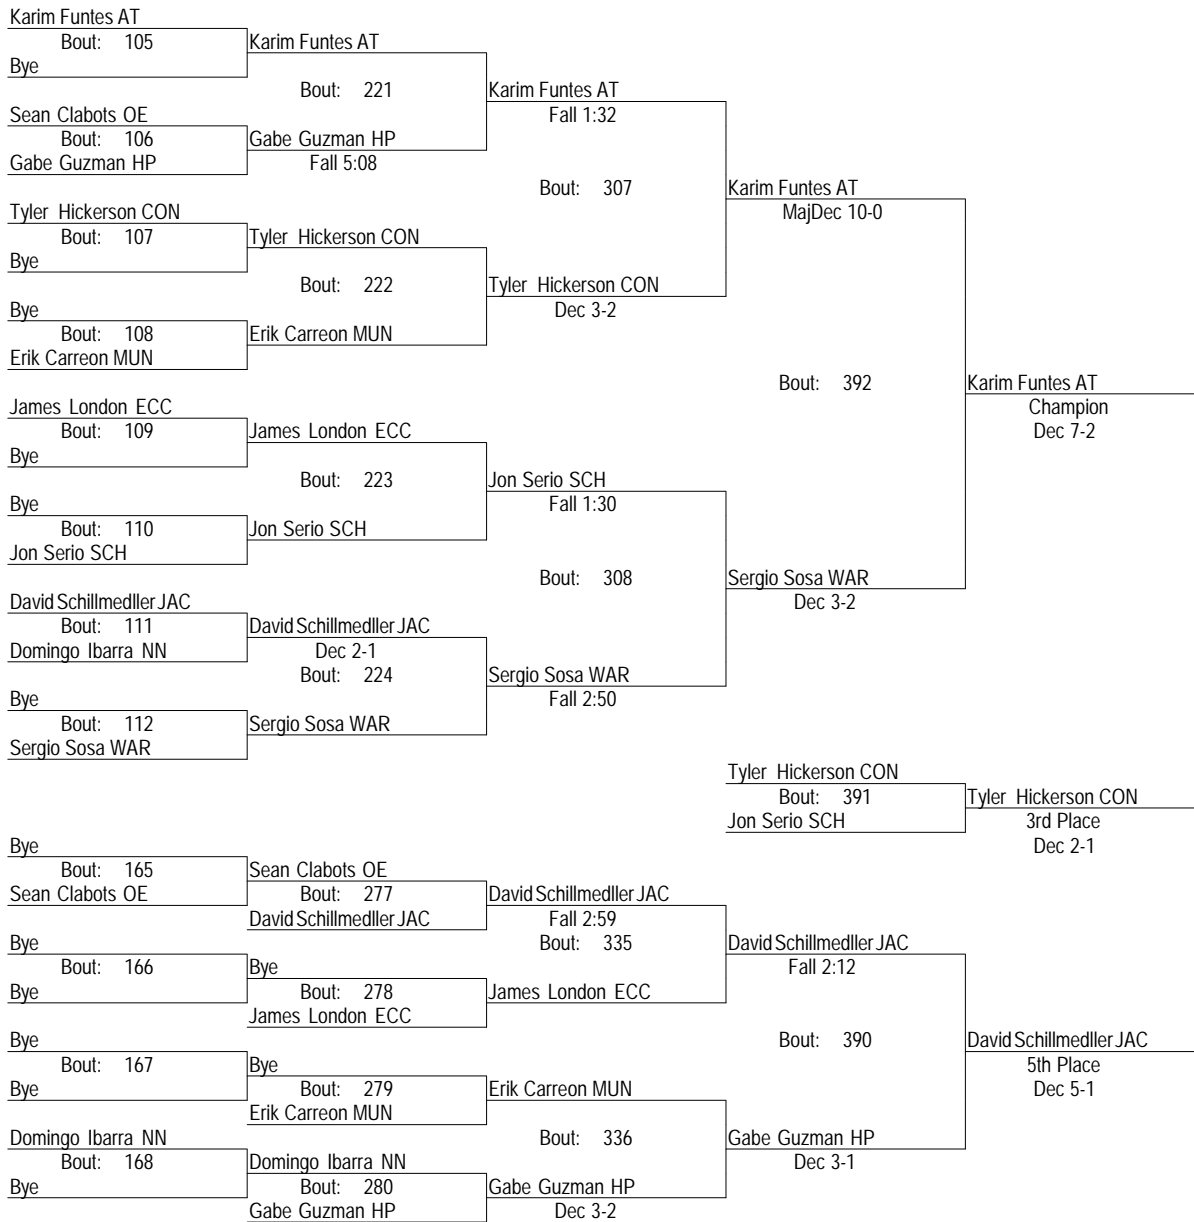 Karim Funtes AT
Bout: 105
Karim Funtes AT
Bye
Bout: 221
Karim Funtes AT
Sean Clabots OE
Fall 1:32
Bout: 106
Gabe Guzman HP
Gabe Guzman HP
Fall 5:08
Bout: 307
Karim Funtes AT
Tyler Hickerson CON
MajDec 10-0
Bout: 107
Tyler Hickerson CON
Bye
Bout: 222
Tyler Hickerson CON
Bye
Dec 3-2
Bout: 108
Erik Carreon MUN
Erik Carreon MUN
Bout: 392
Karim Funtes AT
James London ECC
Champion
Bout: 109
James London ECC
Dec 7-2
Bye
Bout: 223
Jon Serio SCH
Bye
Fall 1:30
Bout: 110
Jon Serio SCH
Jon Serio SCH
Bout: 308
Sergio Sosa WAR
David Schillmedller JAC
Dec 3-2
Bout: 111
David Schillmedller JAC
Domingo Ibarra NN
Dec 2-1
Bout: 224
Sergio Sosa WAR
Bye
Fall 2:50
Bout: 112
Sergio Sosa WAR
Sergio Sosa WAR
Tyler Hickerson CON
Bout: 391
Tyler Hickerson CON
Jon Serio SCH
3rd Place
Dec 2-1
Bye
Bout: 165
Sean Clabots OE
Sean Clabots OE
Bout: 277
David Schillmedller JAC
David Schillmedller JAC
Fall 2:59
Bye
Bout: 335
David Schillmedller JAC
Bout: 166
Bye
Fall 2:12
Bye
Bout: 278
James London ECC
James London ECC
Bye
Bout: 390
David Schillmedller JAC
Bout: 167
Bye
5th Place
Bye
Bout: 279
Erik Carreon MUN
Dec 5-1
Erik Carreon MUN
Domingo Ibarra NN
Bout: 336
Gabe Guzman HP
Bout: 168
Domingo Ibarra NN
Dec 3-1
Bye
Bout: 280
Gabe Guzman HP
Gabe Guzman HP
Dec 3-2